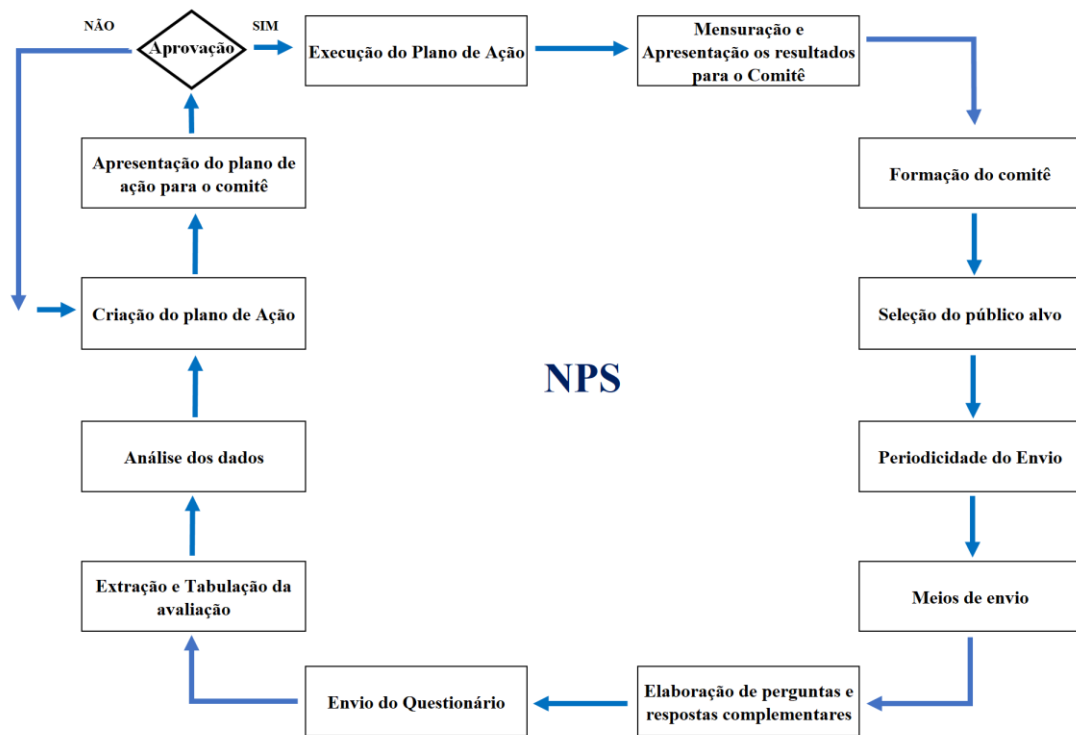 NÃO
SIM
Aprovação
Execução do Plano de Ação
Mensuração e
Apresentação os resultados
para o Comitê
Apresentação do plano de
ação para o comitê
Formação do comitê
Criação do plano de Ação
Seleção do público alvo
NPS
Análise dos dados
Periodicidade do Envio
Extração e Tabulação da
avaliação
Meios de envio
Envio do Questionário
Elaboração de perguntas e
respostas complementares